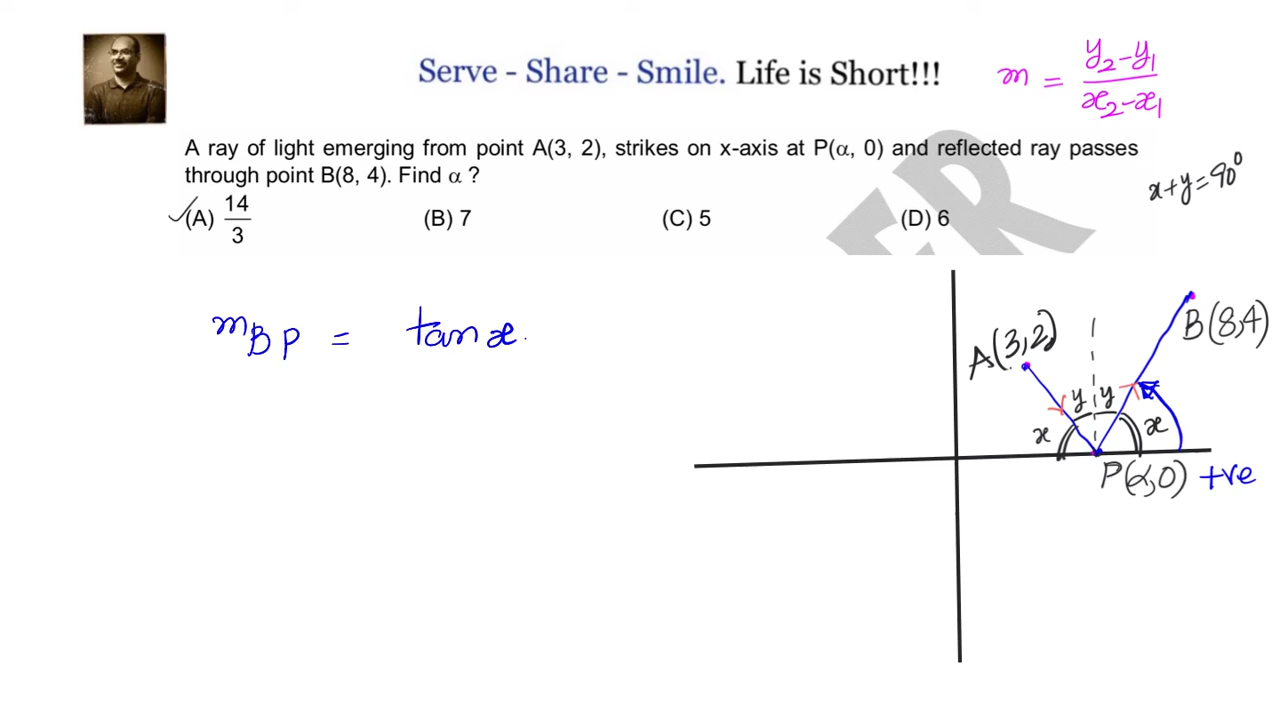 Serve - Share - Smile. Life is Short!!!
m = y₂-y₁ / x₂-x₁
A ray of light emerging from point A(3, 2), strikes on x-axis at P(α, 0) and reflected ray passes
through point B(8, 4). Find α ?
x+y=90⁰
(A) 14/3 (B) 7 (C) 5 (D) 6
m BP = tan x.
A(3,2)
B(8,4)
y y
x x
P(α,0) +ve